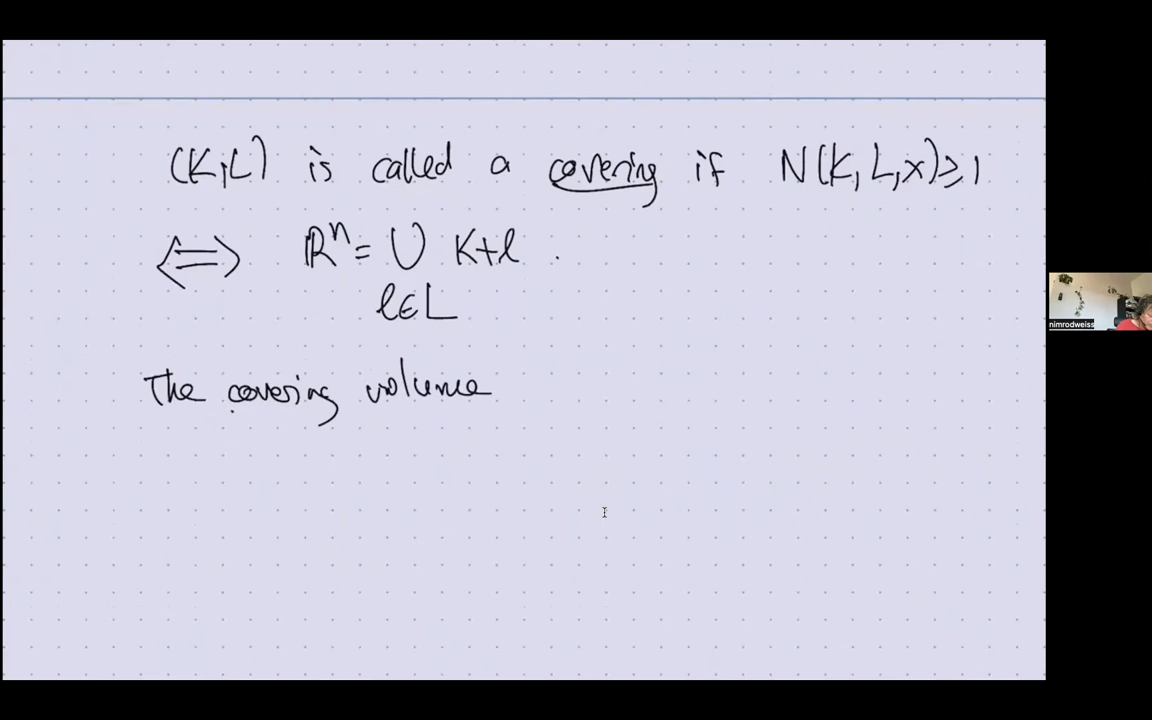 (K,L) is called a covering if N(K,L,x)≥1
⟺ ℝⁿ = ∪ K+ℓ .
ℓ∈L
The covering volume
nimrodweiss